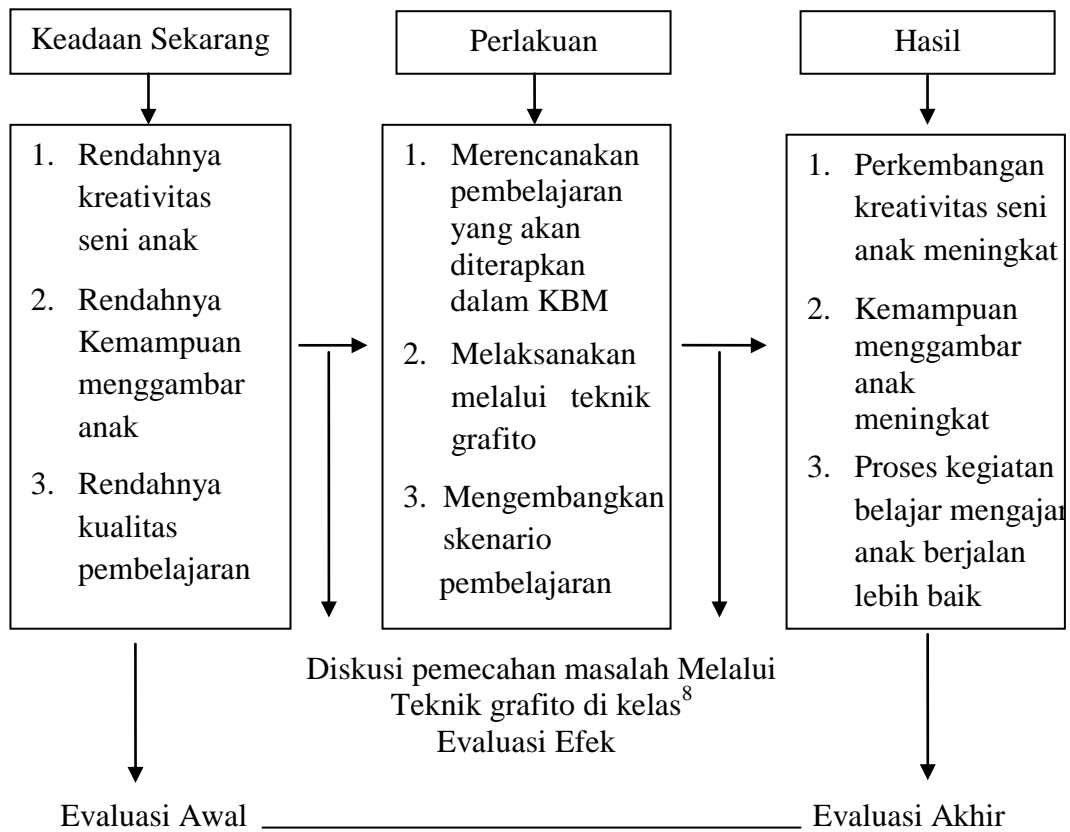 Keadaan Sekarang
Perlakuan
Hasil
1. Rendahnya
kreativitas
seni anak
2. Rendahnya
Kemampuan
menggambar
anak
3. Rendahnya
kualitas
pembelajaran
1. Merencanakan
pembelajaran
yang akan
diterapkan
dalam KBM
2. Melaksanakan
melalui teknik
grafito
3. Mengembangkan
skenario
pembelajaran
1. Perkembangan
kreativitas seni
anak meningkat
2. Kemampuan
menggambar
anak
meningkat
3. Proses kegiatan
belajar mengajar
anak berjalan
lebih baik
Diskusi pemecahan masalah Melalui
Teknik grafito di kelas8
Evaluasi Efek
Evaluasi Awal
Evaluasi Akhir